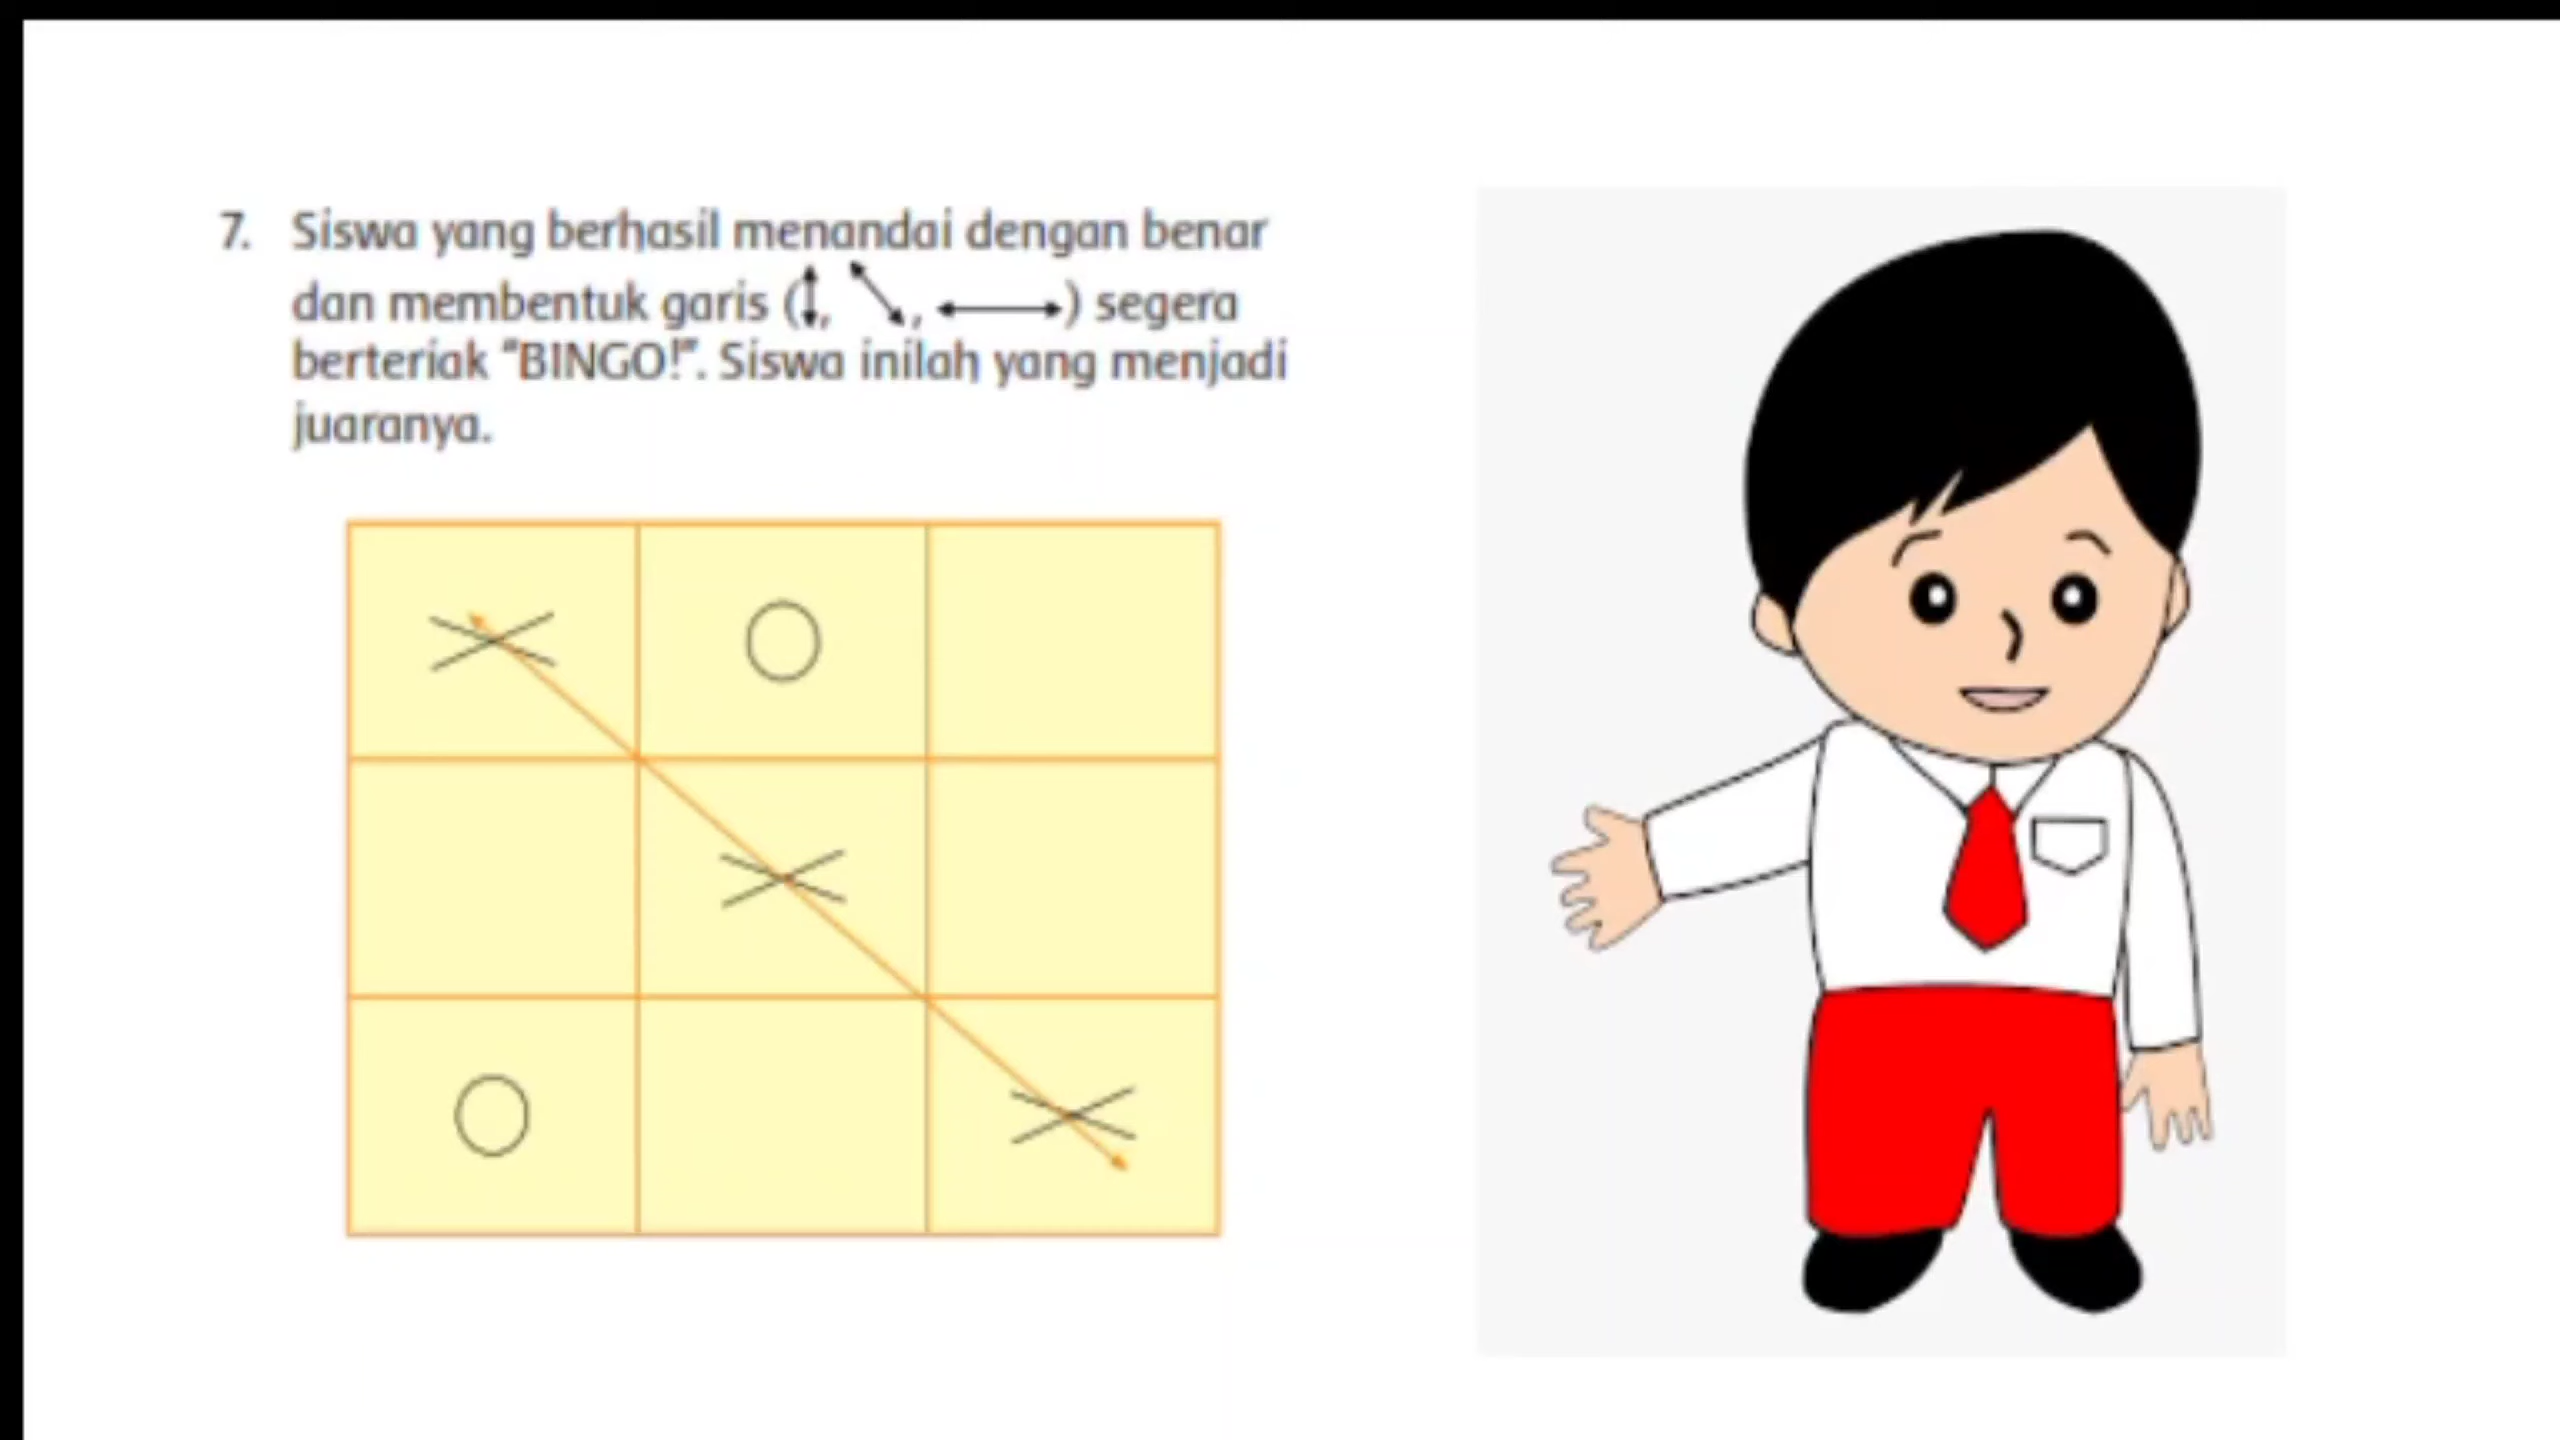 7. Siswa yang berhasil menandai dengan benar
dan membentuk garis (↕, ⤡, ↔) segera
berteriak “BINGO!”. Siswa inilah yang menjadi
juaranya.